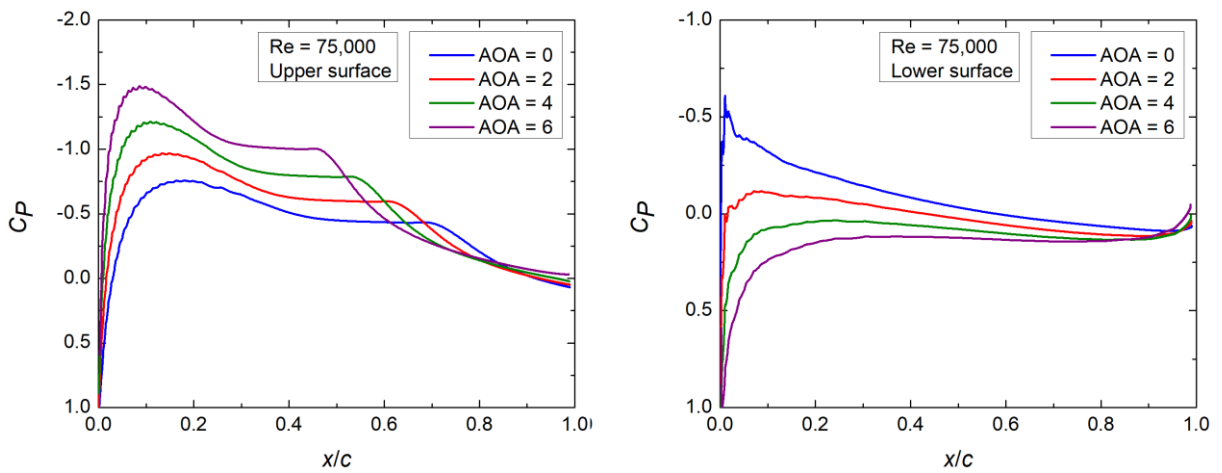 -2.0
-1.5
-1.0
-0.5
0.0
0.5
1.0
CP
Re = 75,000
Upper surface
AOA = 0
AOA = 2
AOA = 4
AOA = 6
0.0 0.2 0.4 0.6 0.8 1.0
x/c
-1.0
-0.5
0.0
0.5
1.0
CP
Re = 75,000
Lower surface
AOA = 0
AOA = 2
AOA = 4
AOA = 6
0.0 0.2 0.4 0.6 0.8 1.0
x/c